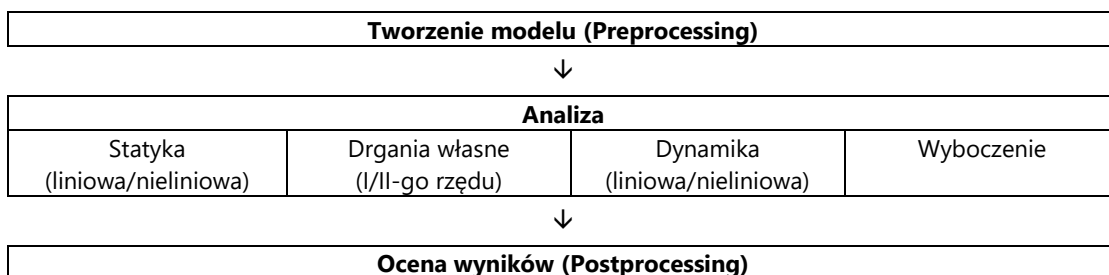 Tworzenie modelu (Preprocessing)
↓
Analiza
Statyka
(liniowa/nieliniowa)
Drgania własne
(I/II-go rzędu)
Dynamika
(liniowa/nieliniowa)
Wyboczenie
↓
Ocena wyników (Postprocessing)